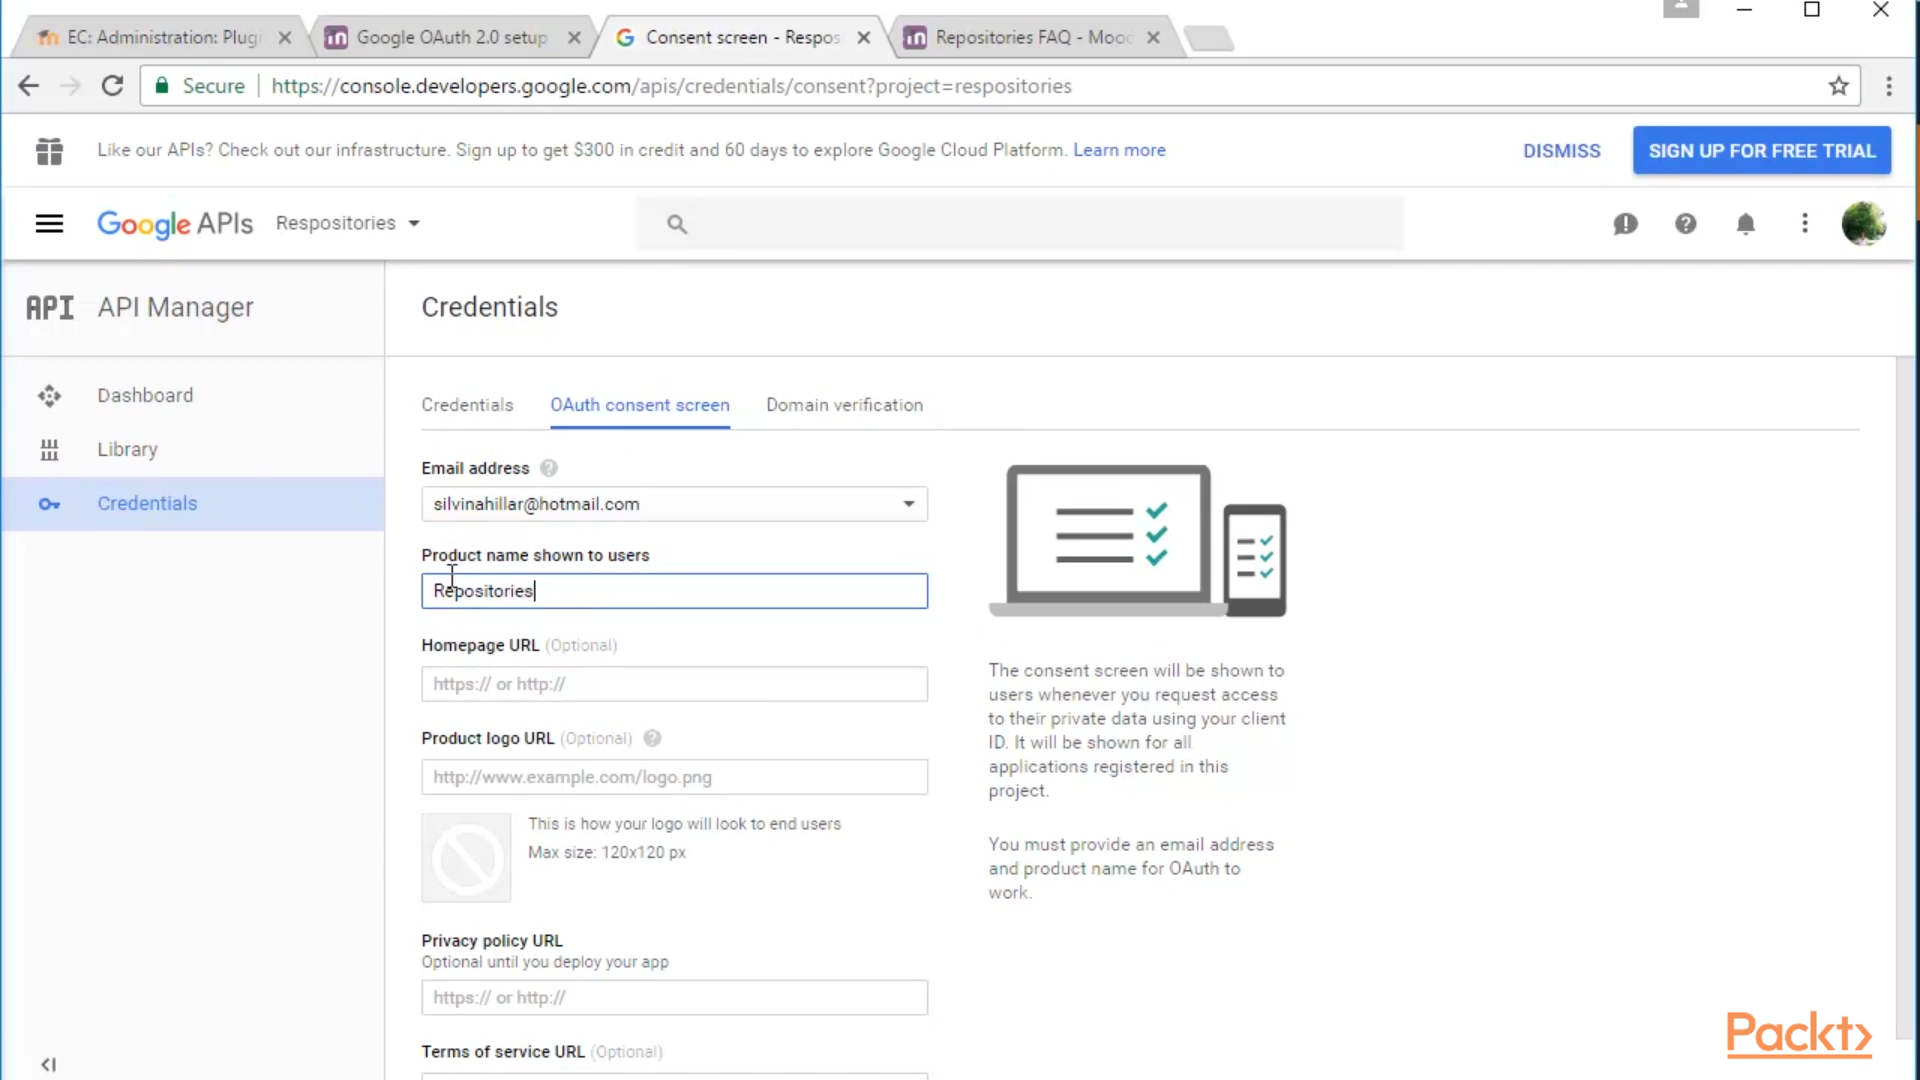 EC: Administration: Plugi
Google OAuth 2.0 setup
Consent screen - Respos
Repositories FAQ - Mooc
Secure
https://console.developers.google.com/apis/credentials/consent?project=respositories
Like our APIs? Check out our infrastructure. Sign up to get $300 in credit and 60 days to explore Google Cloud Platform. Learn more
DISMISS
SIGN UP FOR FREE TRIAL
Google APIs
Respositories
API
API Manager
Credentials
Dashboard
Library
Credentials
Credentials
OAuth consent screen
Domain verification
Email address
silvinahillar@hotmail.com
Product name shown to users
Repositories
Homepage URL (Optional)
https:// or http://
Product logo URL (Optional)
http://www.example.com/logo.png
This is how your logo will look to end users
Max size: 120x120 px
Privacy policy URL
Optional until you deploy your app
https:// or http://
Terms of service URL (Optional)
The consent screen will be shown to
users whenever you request access
to their private data using your client
ID. It will be shown for all
applications registered in this
project.
You must provide an email address
and product name for OAuth to
work.
Packt